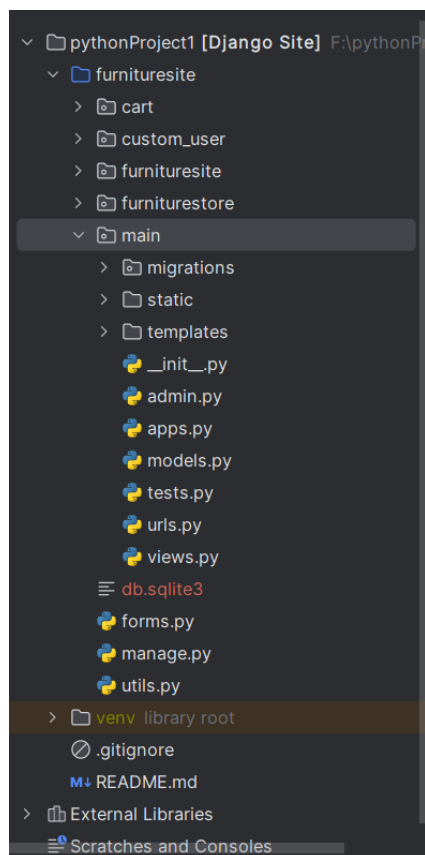 pythonProject1 [Django Site] F:\pythonPr
furnituresite
cart
custom_user
furnituresite
furniturestore
main
migrations
static
templates
__init__.py
admin.py
apps.py
models.py
tests.py
urls.py
views.py
db.sqlite3
forms.py
manage.py
utils.py
venv library root
.gitignore
M↓ README.md
External Libraries
Scratches and Consoles